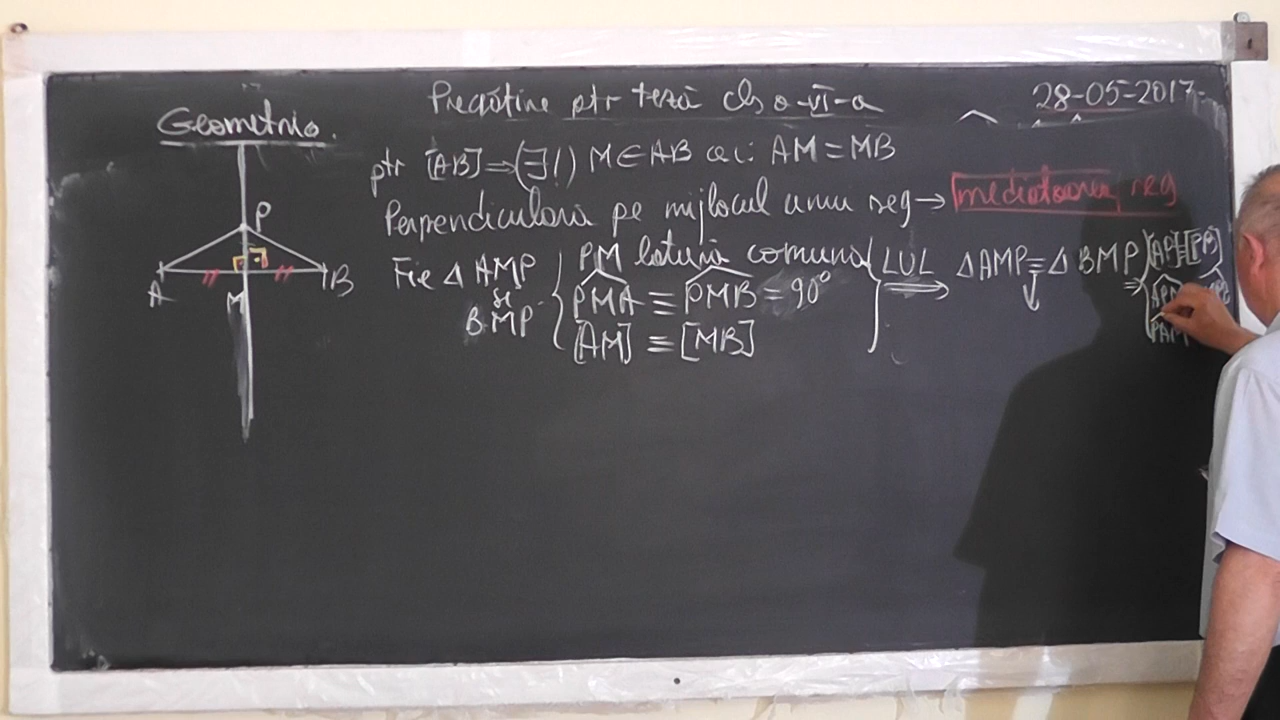 Pregătire ptr teză cls a-VI-a
28-05-2017
Geometrie.
ptr [AB] ⇒ (∃!) M∈AB a.i: AM = MB
Perpendiculara pe mijlocul unui seg → mediatoarea seg
P
A
B
M
Fie Δ AMP și BMP
PM latură comună
PMA ≡ PMB = 90°
[AM] ≡ [MB]
LUL ⇒ ΔAMP ≡ Δ BMP ⇒
PAM